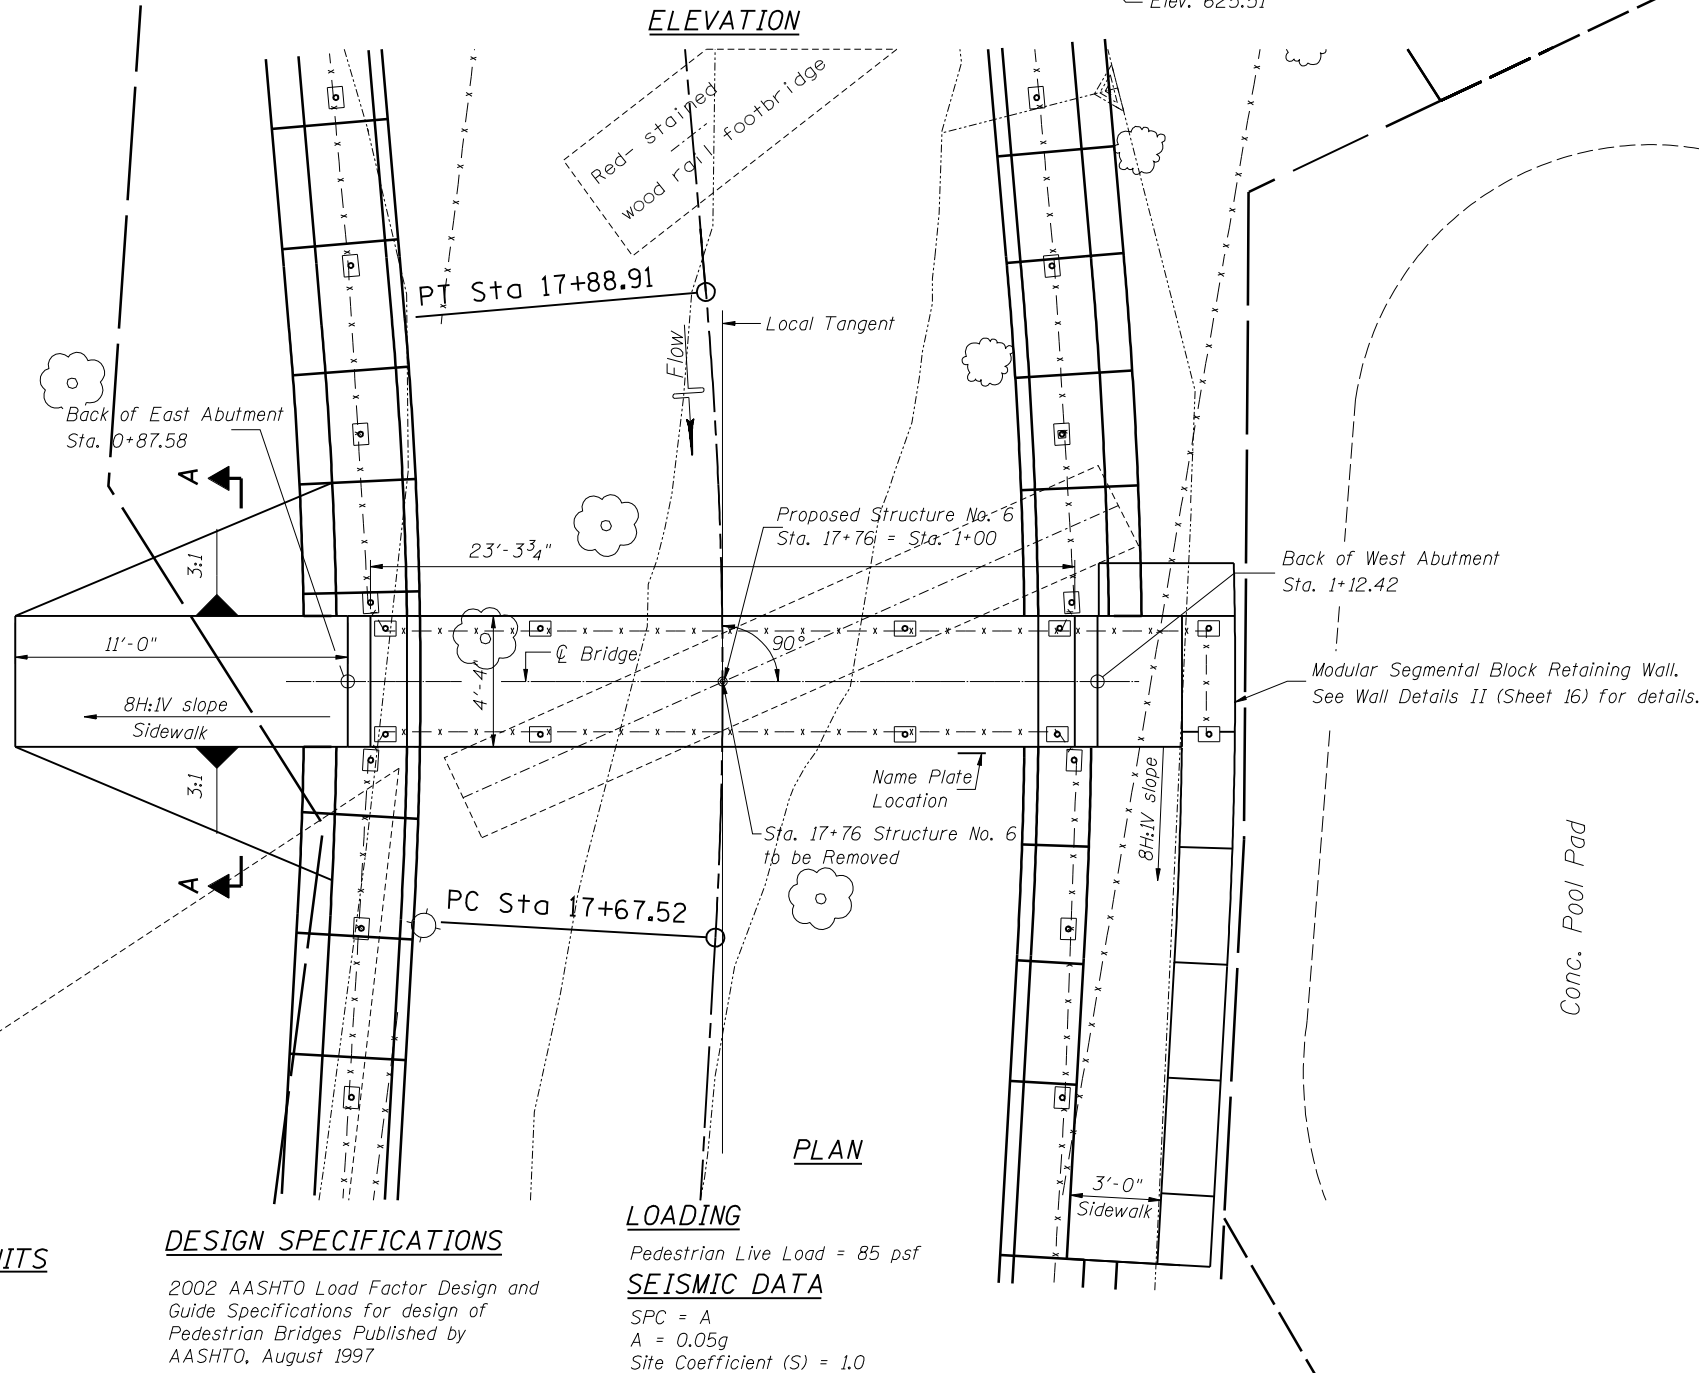 Elev. 625.51
ELEVATION
Red- stained
wood rail footbridge
PT Sta 17+88.91
Local Tangent
Flow
Back of East Abutment
Sta. 0+87.58
A
3:1
23'-3¾"
Proposed Structure No. 6
Sta. 17+76 = Sta. 1+00
Back of West Abutment
Sta. 1+12.42
11'-0"
℄ Bridge
90°
4'-4"
Modular Segmental Block Retaining Wall.
See Wall Details II (Sheet 16) for details.
8H:1V slope
Sidewalk
3:1
Name Plate
Location
8H:1V slope
Sta. 17+76 Structure No. 6
to be Removed
A
PC Sta 17+67.52
Conc. Pool Pad
PLAN
3'-0"
Sidewalk
LOADING
Pedestrian Live Load = 85 psf
DESIGN SPECIFICATIONS
2002 AASHTO Load Factor Design and
Guide Specifications for design of
Pedestrian Bridges Published by
AASHTO, August 1997
SEISMIC DATA
SPC = A
A = 0.05g
Site Coefficient (S) = 1.0